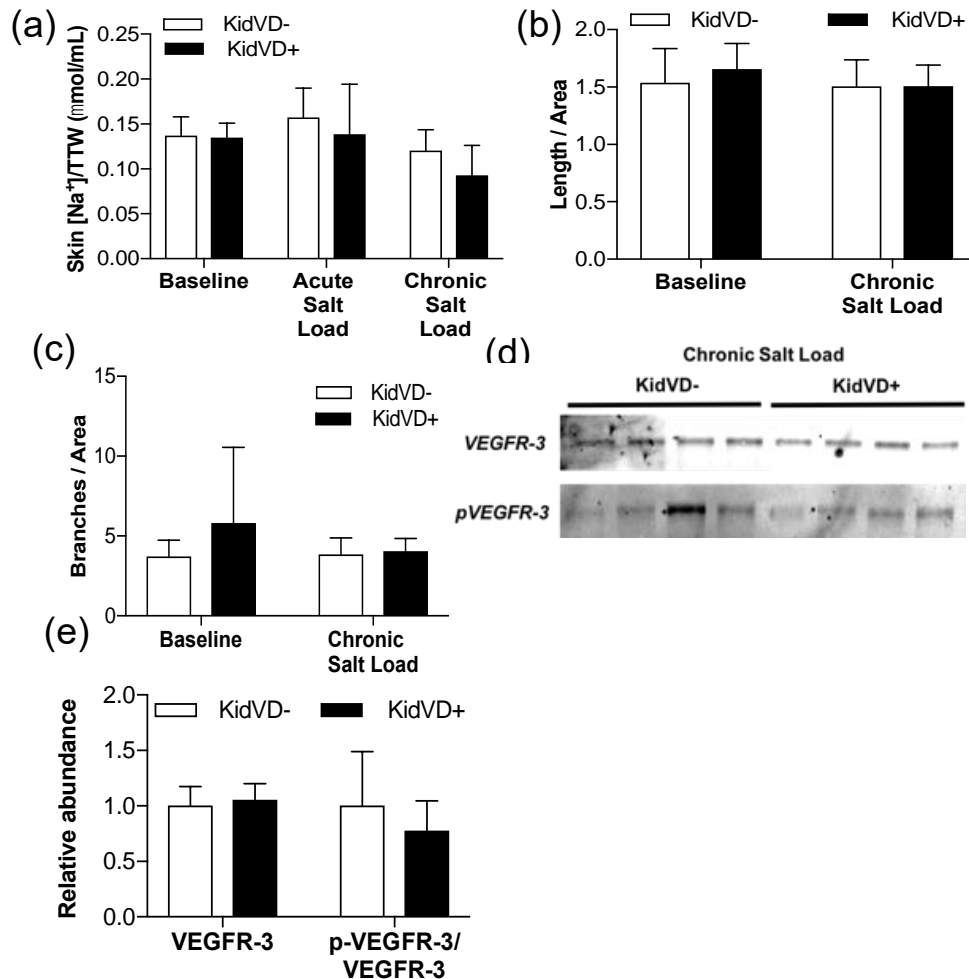 (a)
KidVD-
KidVD+
Skin [Na+]/TTW (mmol/mL)
0.25
0.20
0.15
0.10
0.05
0.00
Baseline
Acute
Salt
Load
Chronic
Salt
Load
(b)
KidVD-
KidVD+
Length / Area
2.0
1.5
1.0
0.5
0.0
Baseline
Chronic
Salt Load
(c)
KidVD-
KidVD+
Branches / Area
15
10
5
0
Baseline
Chronic
Salt Load
(d)
Chronic Salt Load
KidVD-
KidVD+
VEGFR-3
pVEGFR-3
(e)
KidVD-
KidVD+
Relative abundance
2.0
1.5
1.0
0.5
0.0
VEGFR-3
p-VEGFR-3/
VEGFR-3